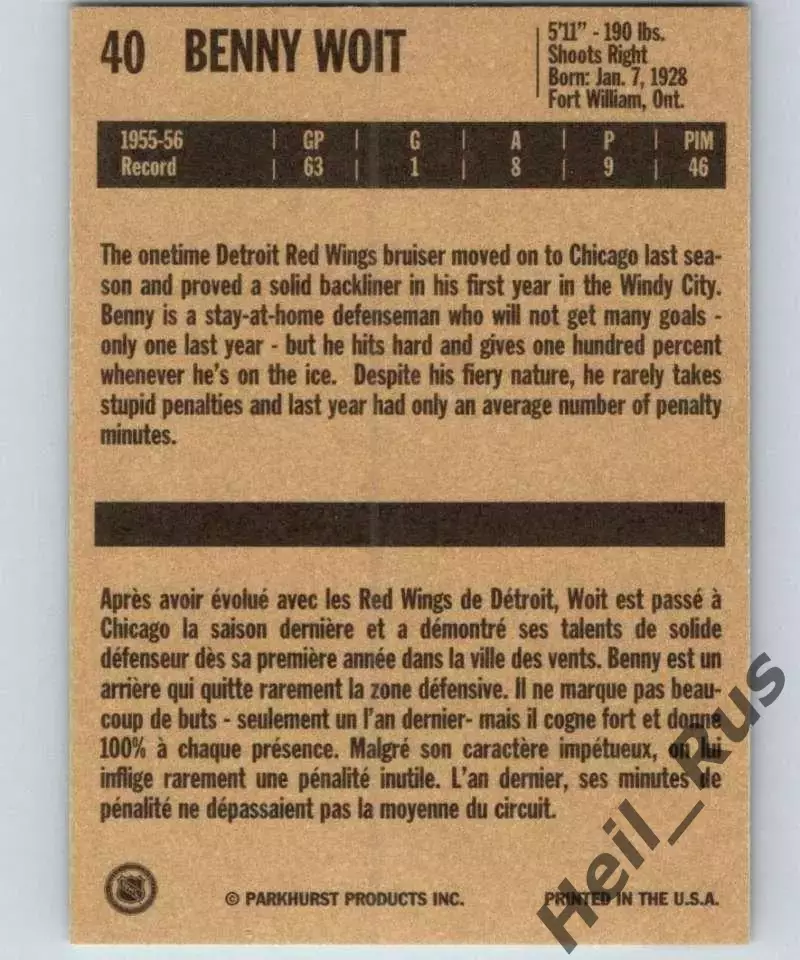 40 BENNY WOIT
5'11" - 190 lbs.
Shoots Right
Born: Jan. 7, 1928
Fort William, Ont.
1955-56 | GP | G | A | P | PIM
Record | 63 | 1 | 8 | 9 | 46
The onetime Detroit Red Wings bruiser moved on to Chicago last sea-
son and proved a solid backliner in his first year in the Windy City.
Benny is a stay-at-home defenseman who will not get many goals -
only one last year - but he hits hard and gives one hundred percent
whenever he's on the ice. Despite his fiery nature, he rarely takes
stupid penalties and last year had only an average number of penalty
minutes.
Après avoir évolué avec les Red Wings de Détroit, Woit est passé à
Chicago la saison dernière et a démontré ses talents de solide
défenseur dès sa première année dans la ville des vents. Benny est un
arrière qui quitte rarement la zone défensive. Il ne marque pas beau-
coup de buts - seulement un l'an dernier- mais il cogne fort et donne
100% à chaque présence. Malgré son caractère impétueux, on lui
inflige rarement une pénalité inutile. L'an dernier, ses minutes de
pénalité ne dépassaient pas la moyenne du circuit.
© PARKHURST PRODUCTS INC. PRINTED IN THE U.S.A.
Heil_Rus